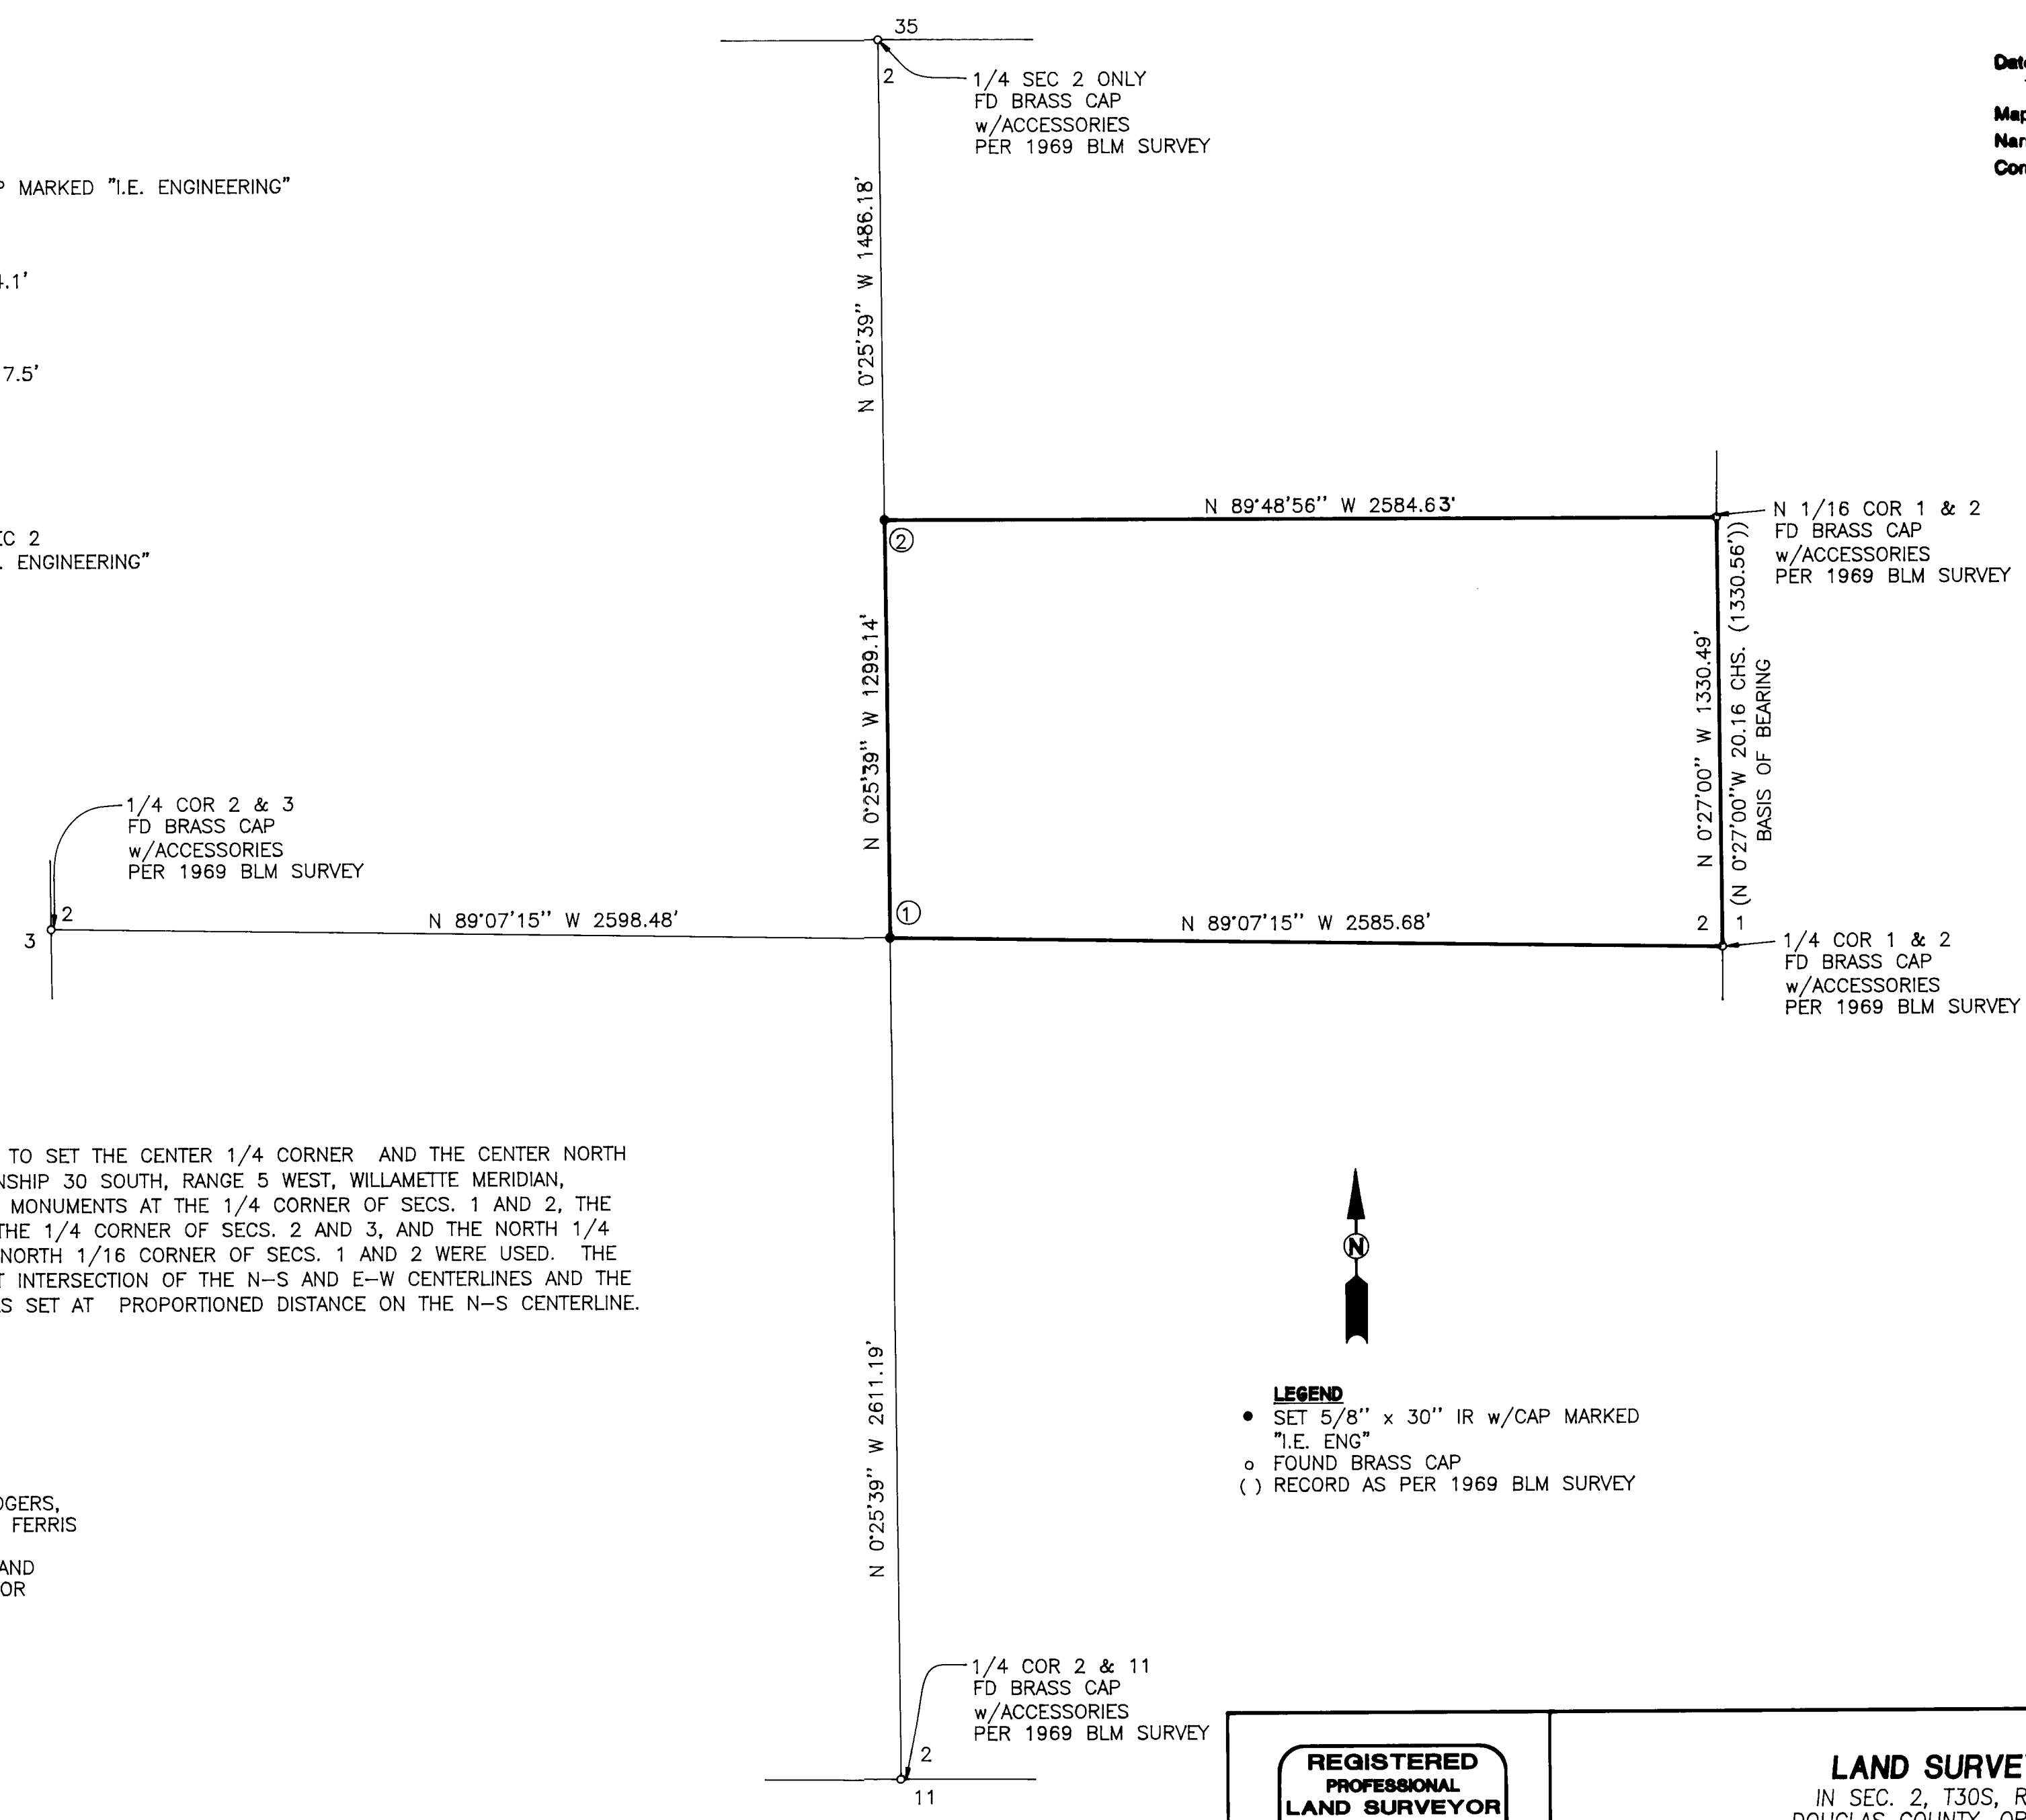 35
2
1/4 SEC 2 ONLY
FD BRASS CAP
w/ACCESSORIES
PER 1969 BLM SURVEY
MARKED "I.E. ENGINEERING"
N 0°25'39" W 1486.18'
7.5'
N 89°48'56" W 2584.63'
2
N 1/16 COR 1 & 2
FD BRASS CAP
w/ACCESSORIES
PER 1969 BLM SURVEY
2
ENGINEERING"
N 0°25'39" W 1299.14'
N 0°27'00" W 1330.49'
(N 0°27'00"W 20.16 CHS. (1330.56'))
BASIS OF BEARING
1/4 COR 2 & 3
FD BRASS CAP
w/ACCESSORIES
PER 1969 BLM SURVEY
2
3
N 89°07'15" W 2598.48'
1
N 89°07'15" W 2585.68'
2 1
1/4 COR 1 & 2
FD BRASS CAP
w/ACCESSORIES
PER 1969 BLM SURVEY
TO SET THE CENTER 1/4 CORNER AND THE CENTER NORTH
NSHIP 30 SOUTH, RANGE 5 WEST, WILLAMETTE MERIDIAN,
MONUMENTS AT THE 1/4 CORNER OF SECS. 1 AND 2, THE
THE 1/4 CORNER OF SECS. 2 AND 3, AND THE NORTH 1/4
NORTH 1/16 CORNER OF SECS. 1 AND 2 WERE USED. THE
INTERSECTION OF THE N-S AND E-W CENTERLINES AND THE
S SET AT PROPORTIONED DISTANCE ON THE N-S CENTERLINE.
N
N 0°25'39" W 2611.19'
LEGEND
● SET 5/8" x 30" IR w/CAP MARKED
"I.E. ENG"
o FOUND BRASS CAP
( ) RECORD AS PER 1969 BLM SURVEY
OGERS,
FERRIS
AND
OR
1/4 COR 2 & 11
FD BRASS CAP
w/ACCESSORIES
PER 1969 BLM SURVEY
2
11
REGISTERED
PROFESSIONAL
LAND SURVEYOR
LAND SURVE
IN SEC. 2, T30S, R
DOUGLAS COUNTY, OR